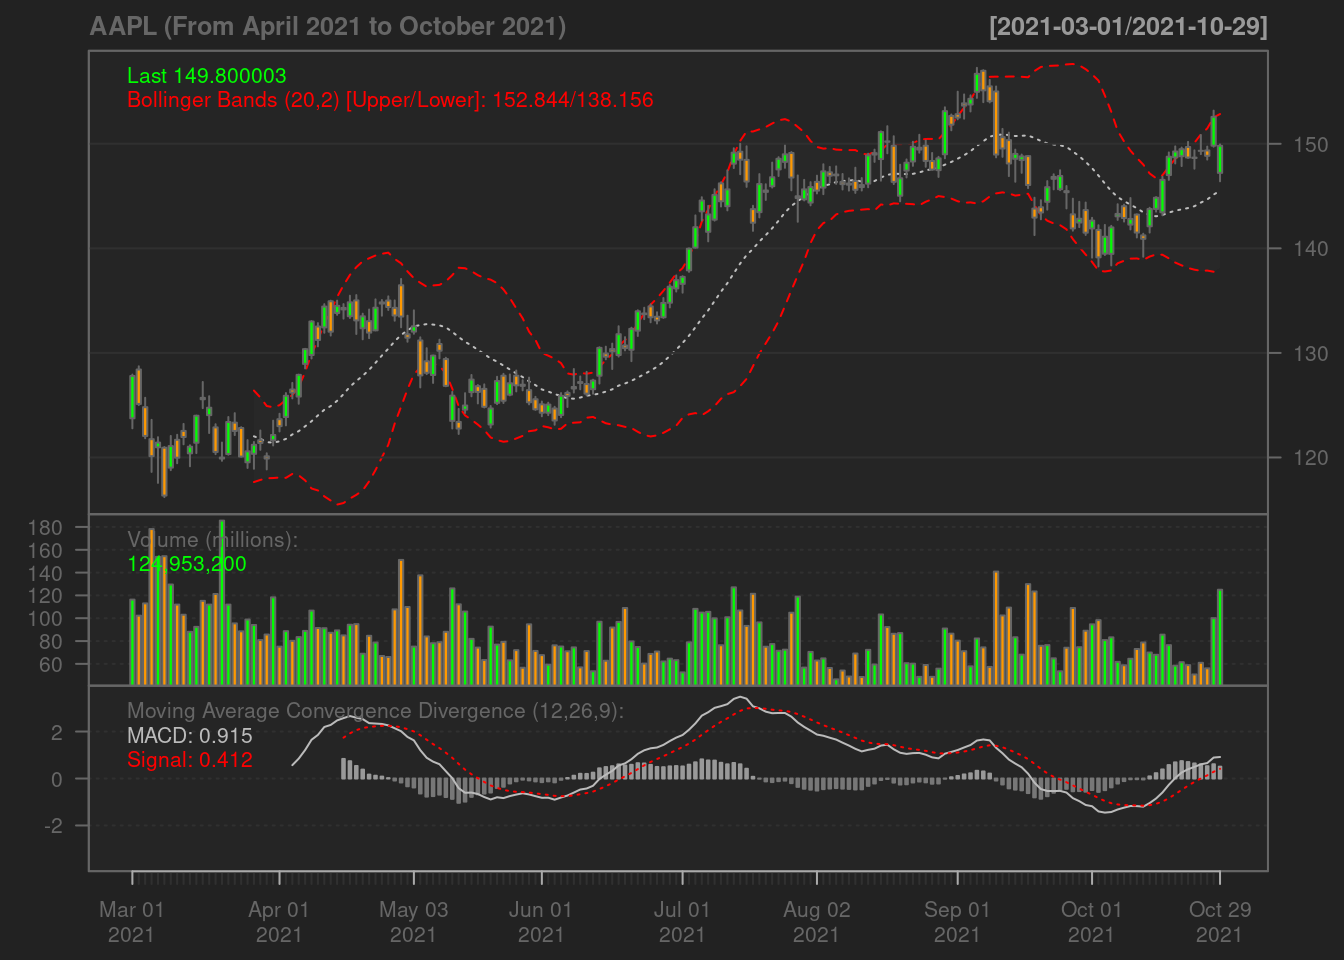 AAPL (From April 2021 to October 2021)
[2021-03-01/2021-10-29]
Last 149.800003
Bollinger Bands (20,2) [Upper/Lower]: 152.844/138.156
150
140
130
120
Volume (millions):
124,953,200
180
160
140
120
100
80
60
Moving Average Convergence Divergence (12,26,9):
MACD: 0.915
Signal: 0.412
2
0
-2
Mar 01 Apr 01 May 03 Jun 01 Jul 01 Aug 02 Sep 01 Oct 01 Oct 29
2021 2021 2021 2021 2021 2021 2021 2021 2021